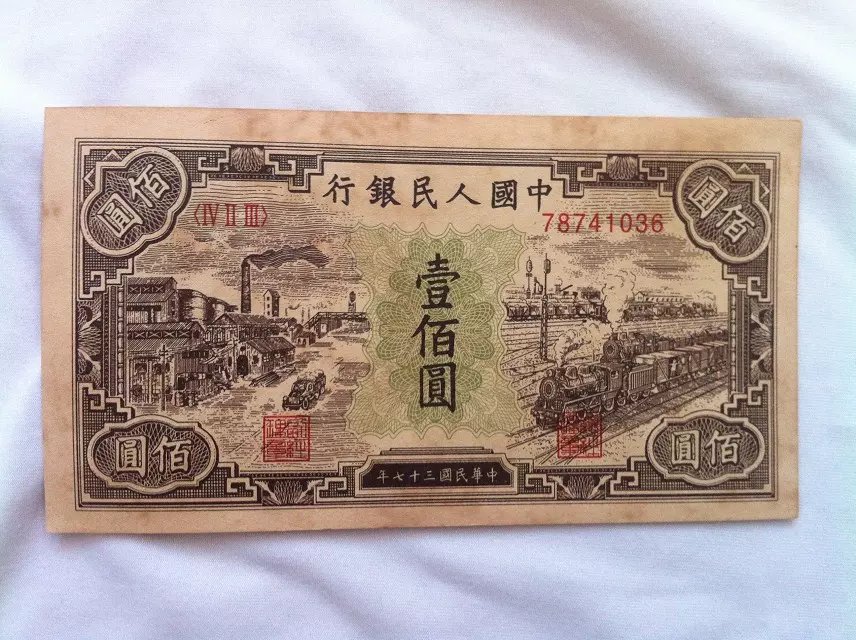 中國人民銀行
佰圓
佰圓
〈IV II III〉
78741036
壹佰圓
佰圓
佰圓
中華民國三十七年